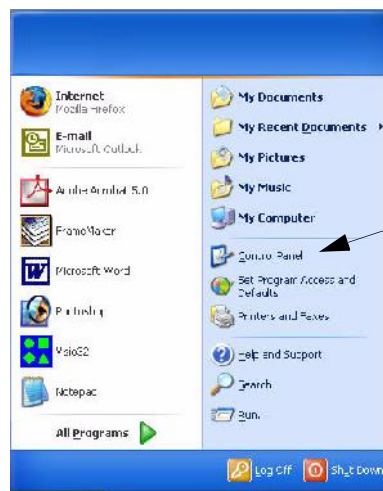 Internet
Mozilla Firefox
E-mail
Microsoft Outlook
Acrobat 5.0
FrameMaker
Microsoft Word
Photoshop
Visio32
Notepad
All Programs
My Documents
My Recent Documents
My Pictures
My Music
My Computer
Control Panel
Set Program Access and
Defaults
Printers and Faxes
Help and Support
Search
Run...
Log Off
Shut Down